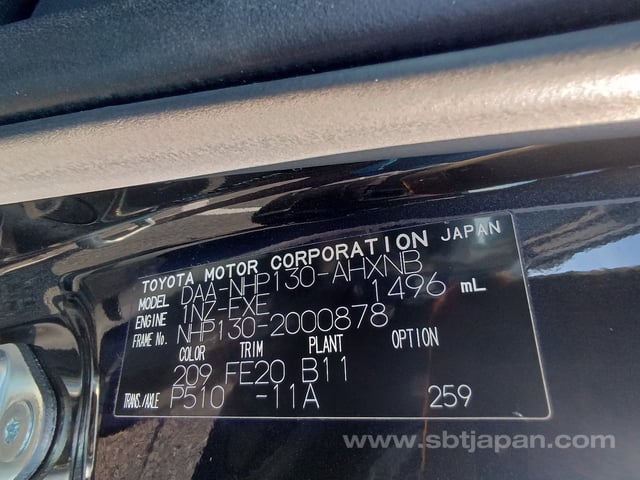 TOYOTA MOTOR CORPORATION JAPAN
MODEL DAA-NHP130-AHXNB
ENGINE 1NZ-FXE 1496 mL
FRAME No. NHP130-2000878
COLOR TRIM PLANT OPTION
209 FE20 B11
TRANS./AXLE P510 -11A 259
www.sbtjapan.com